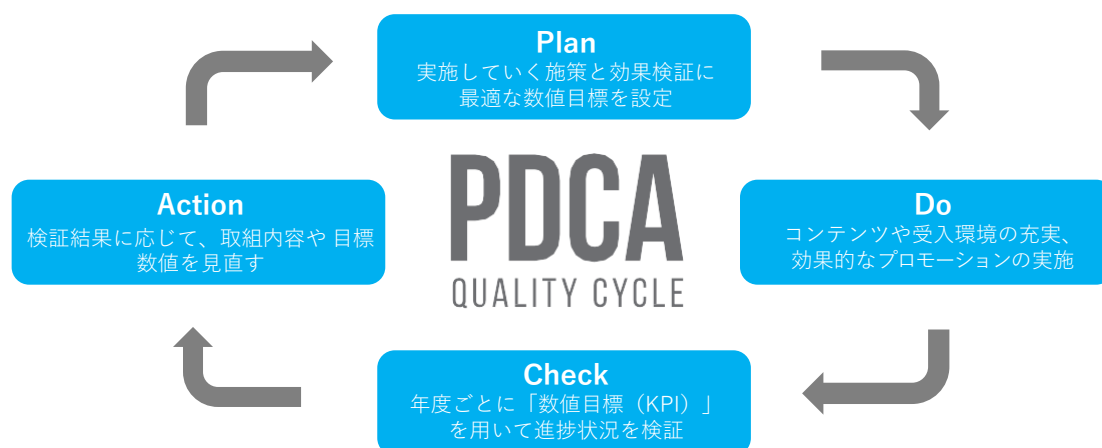 Plan
実施していく施策と効果検証に
最適な数値目標を設定
Action
検証結果に応じて、取組内容や 目標
数値を見直す
PDCA
QUALITY CYCLE
Do
コンテンツや受入環境の充実、
効果的なプロモーションの実施
Check
年度ごとに「数値目標（KPI）」
を用いて進捗状況を検証